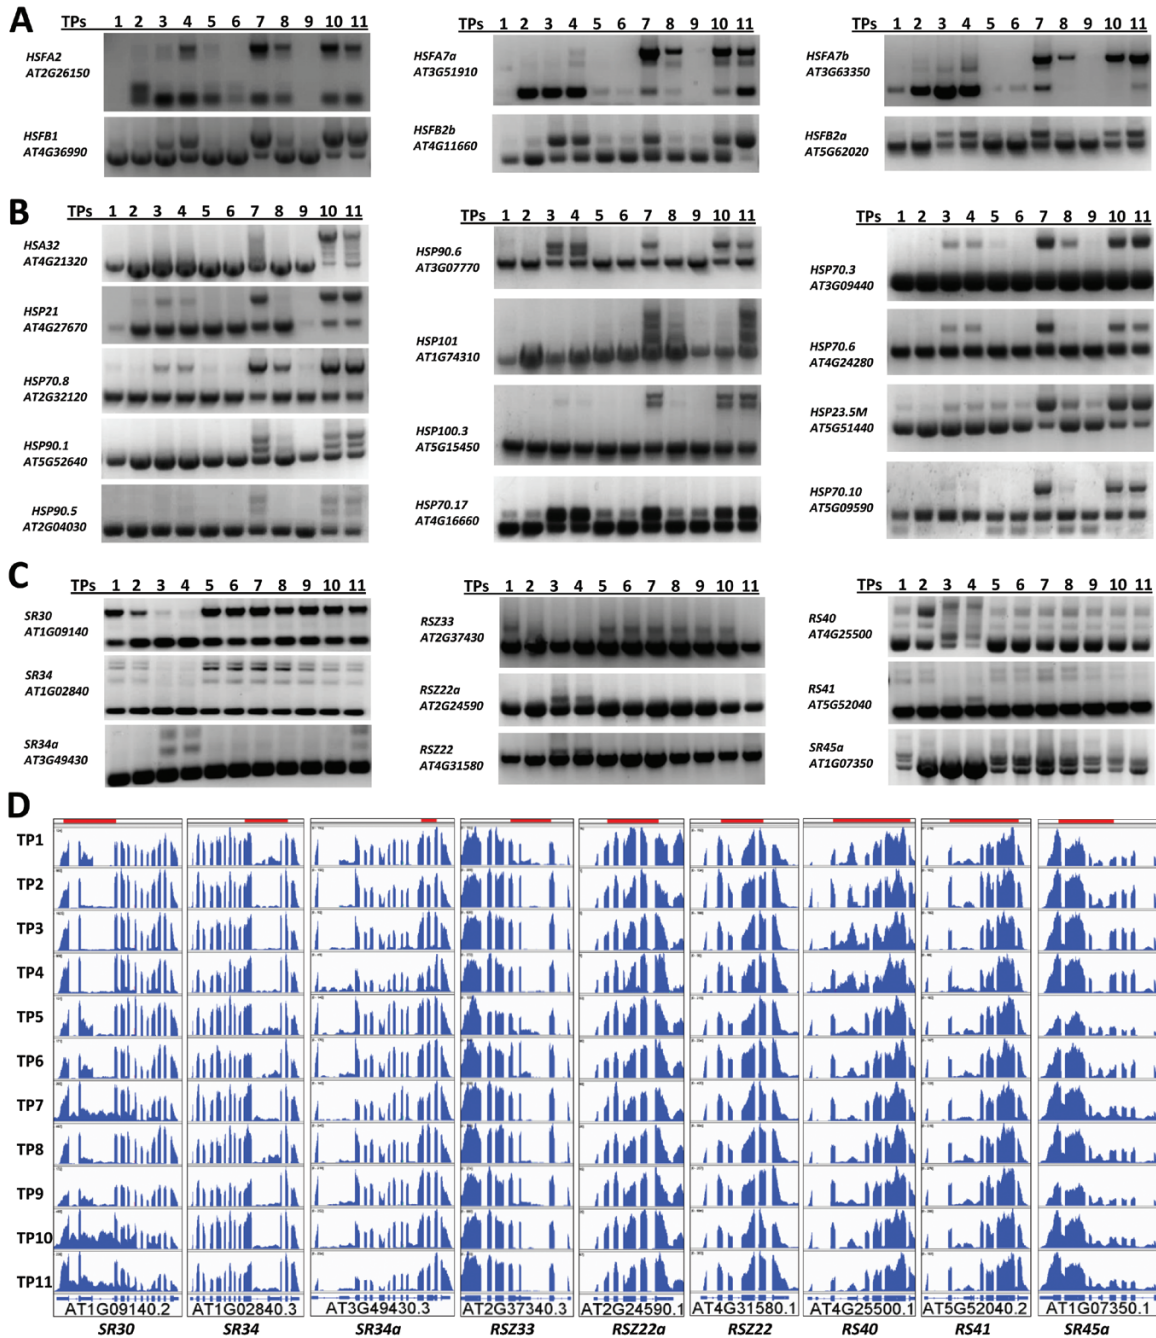 A
TPs 1 2 3 4 5 6 7 8 9 10 11
HSFA2
AT2G26150
HSFB1
AT4G36990
TPs 1 2 3 4 5 6 7 8 9 10 11
HSFA7a
AT3G51910
HSFB2b
AT4G11660
TPs 1 2 3 4 5 6 7 8 9 10 11
HSFA7b
AT3G63350
HSFB2a
AT5G62020
B
TPs 1 2 3 4 5 6 7 8 9 10 11
HSA32
AT4G21320
HSP21
AT4G27670
HSP70.8
AT2G32120
HSP90.1
AT5G52640
HSP90.5
AT2G04030
TPs 1 2 3 4 5 6 7 8 9 10 11
HSP90.6
AT3G07770
HSP101
AT1G74310
HSP100.3
AT5G15450
HSP70.17
AT4G16660
TPs 1 2 3 4 5 6 7 8 9 10 11
HSP70.3
AT3G09440
HSP70.6
AT4G24280
HSP23.5M
AT5G51440
HSP70.10
AT5G09590
C
TPs 1 2 3 4 5 6 7 8 9 10 11
SR30
AT1G09140
SR34
AT1G02840
SR34a
AT3G49430
TPs 1 2 3 4 5 6 7 8 9 10 11
RSZ33
AT2G37430
RSZ22a
AT2G24590
RSZ22
AT4G31580
TPs 1 2 3 4 5 6 7 8 9 10 11
RS40
AT4G25500
RS41
AT5G52040
SR45a
AT1G07350
D
TP1
TP2
TP3
TP4
TP5
TP6
TP7
TP8
TP9
TP10
TP11
AT1G09140.2 AT1G02840.3 AT3G49430.3 AT2G37340.3 AT2G24590.1 AT4G31580.1 AT4G25500.1 AT5G52040.2 AT1G07350.1
SR30 SR34 SR34a RSZ33 RSZ22a RSZ22 RS40 RS41 SR45a